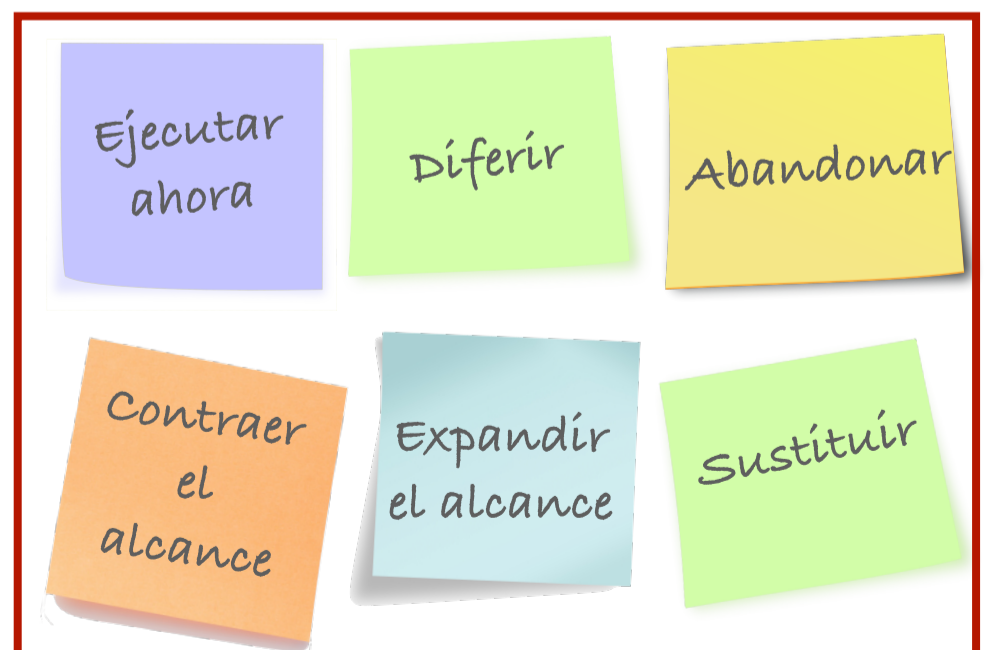 Ejecutar
ahora
Diferir
Abandonar
Contraer
el
alcance
Expandir
el alcance
Sustituir